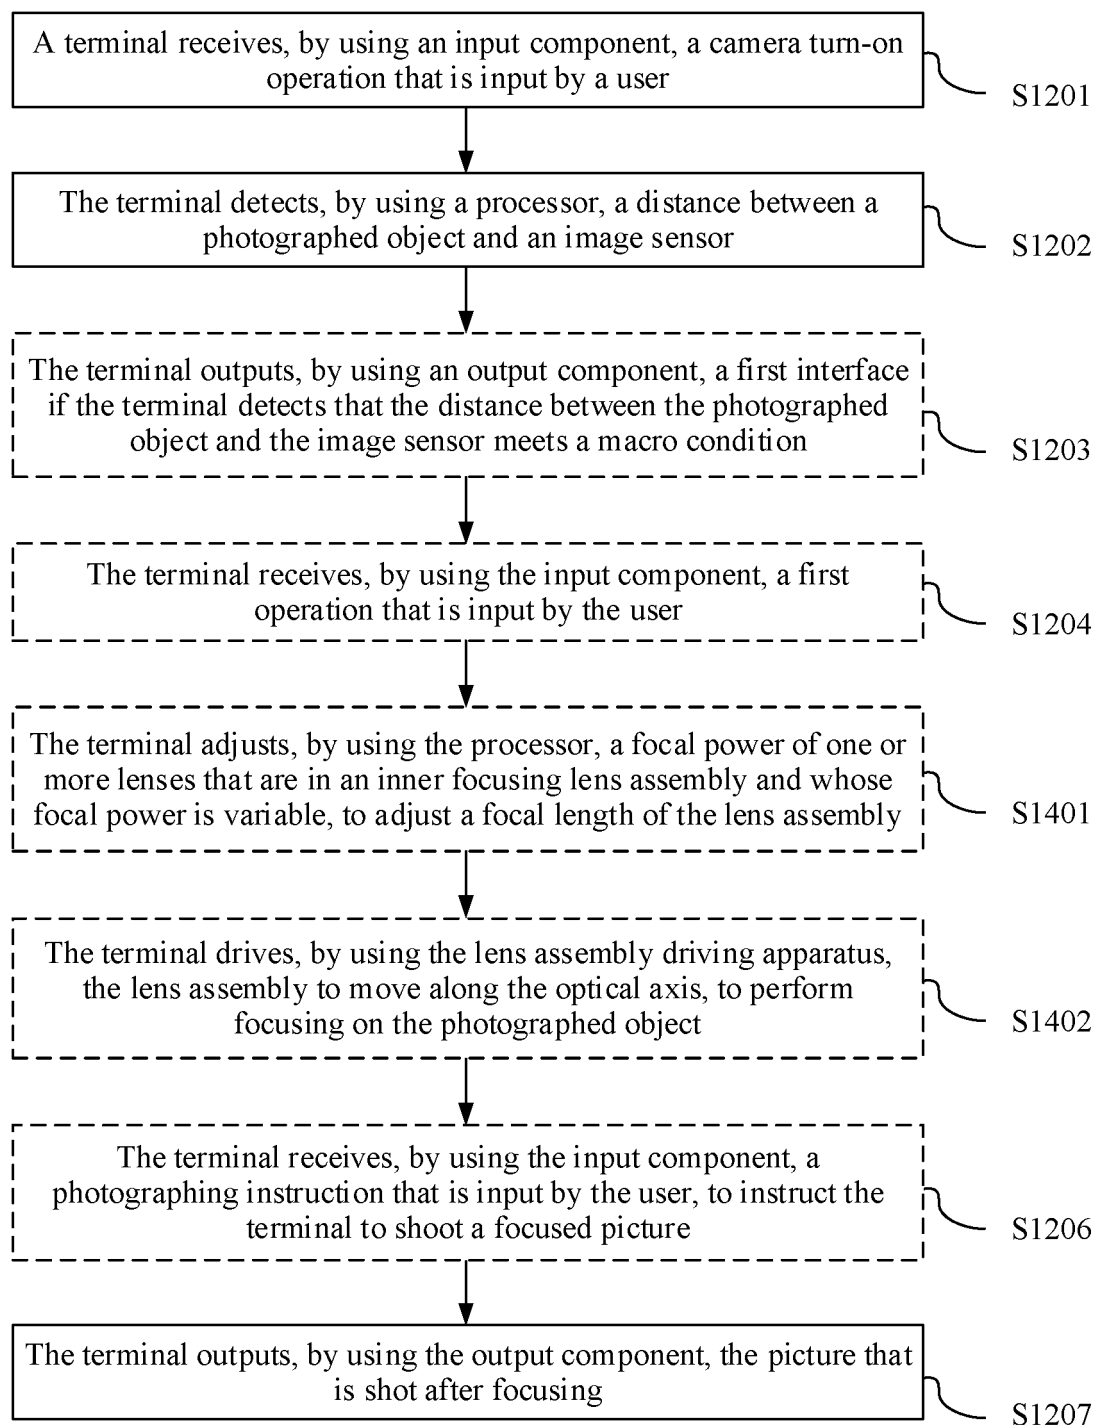 A terminal receives, by using an input component, a camera turn-on
operation that is input by a user
S1201
The terminal detects, by using a processor, a distance between a
photographed object and an image sensor
S1202
The terminal outputs, by using an output component, a first interface
if the terminal detects that the distance between the photographed
object and the image sensor meets a macro condition
S1203
The terminal receives, by using the input component, a first
operation that is input by the user
S1204
The terminal adjusts, by using the processor, a focal power of one or
more lenses that are in an inner focusing lens assembly and whose
focal power is variable, to adjust a focal length of the lens assembly
S1401
The terminal drives, by using the lens assembly driving apparatus,
the lens assembly to move along the optical axis, to perform
focusing on the photographed object
S1402
The terminal receives, by using the input component, a
photographing instruction that is input by the user, to instruct the
terminal to shoot a focused picture
S1206
The terminal outputs, by using the output component, the picture that
is shot after focusing
S1207